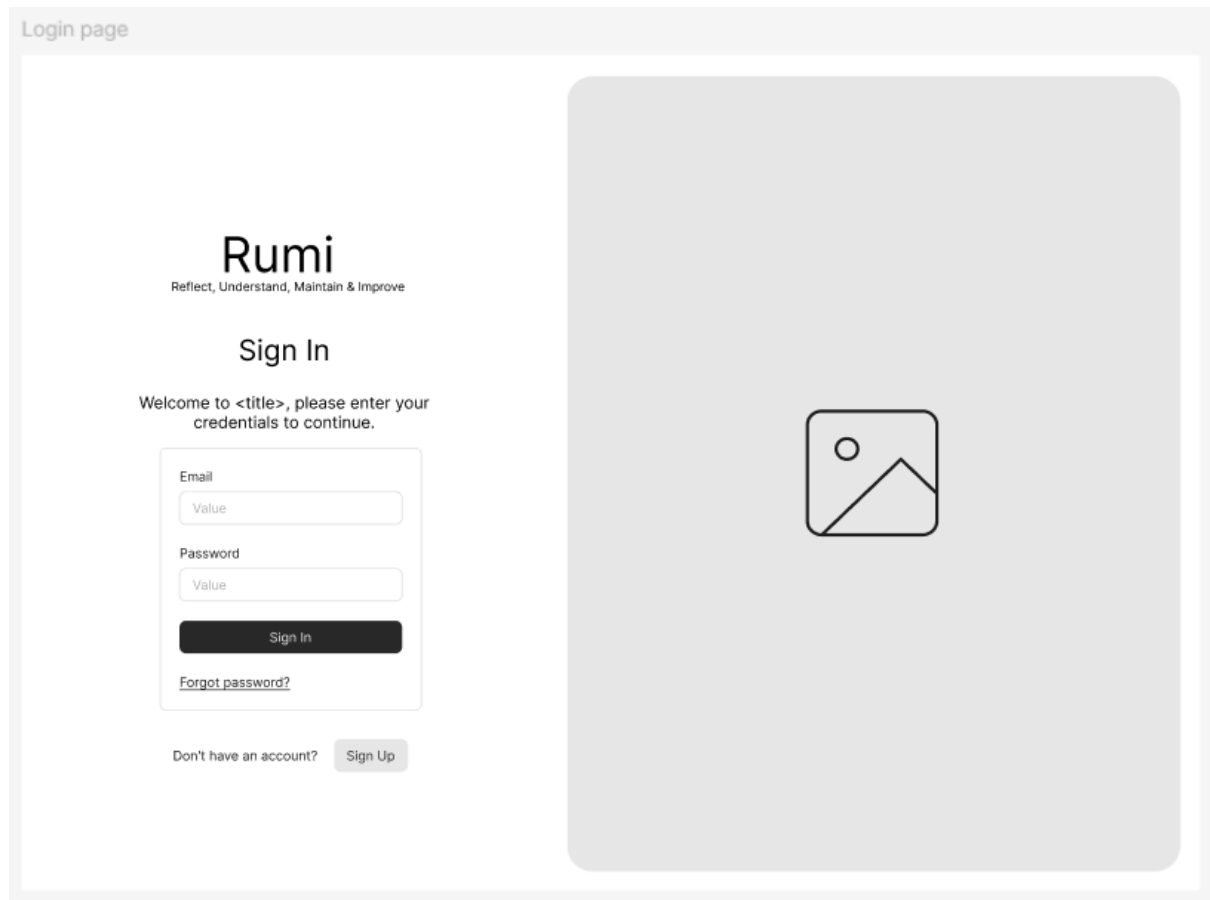 Login page
Rumi
Reflect, Understand, Maintain & Improve
Sign In
Welcome to <title>, please enter your
credentials to continue.
Email
Value
Password
Value
Sign In
Forgot password?
Don't have an account?
Sign Up